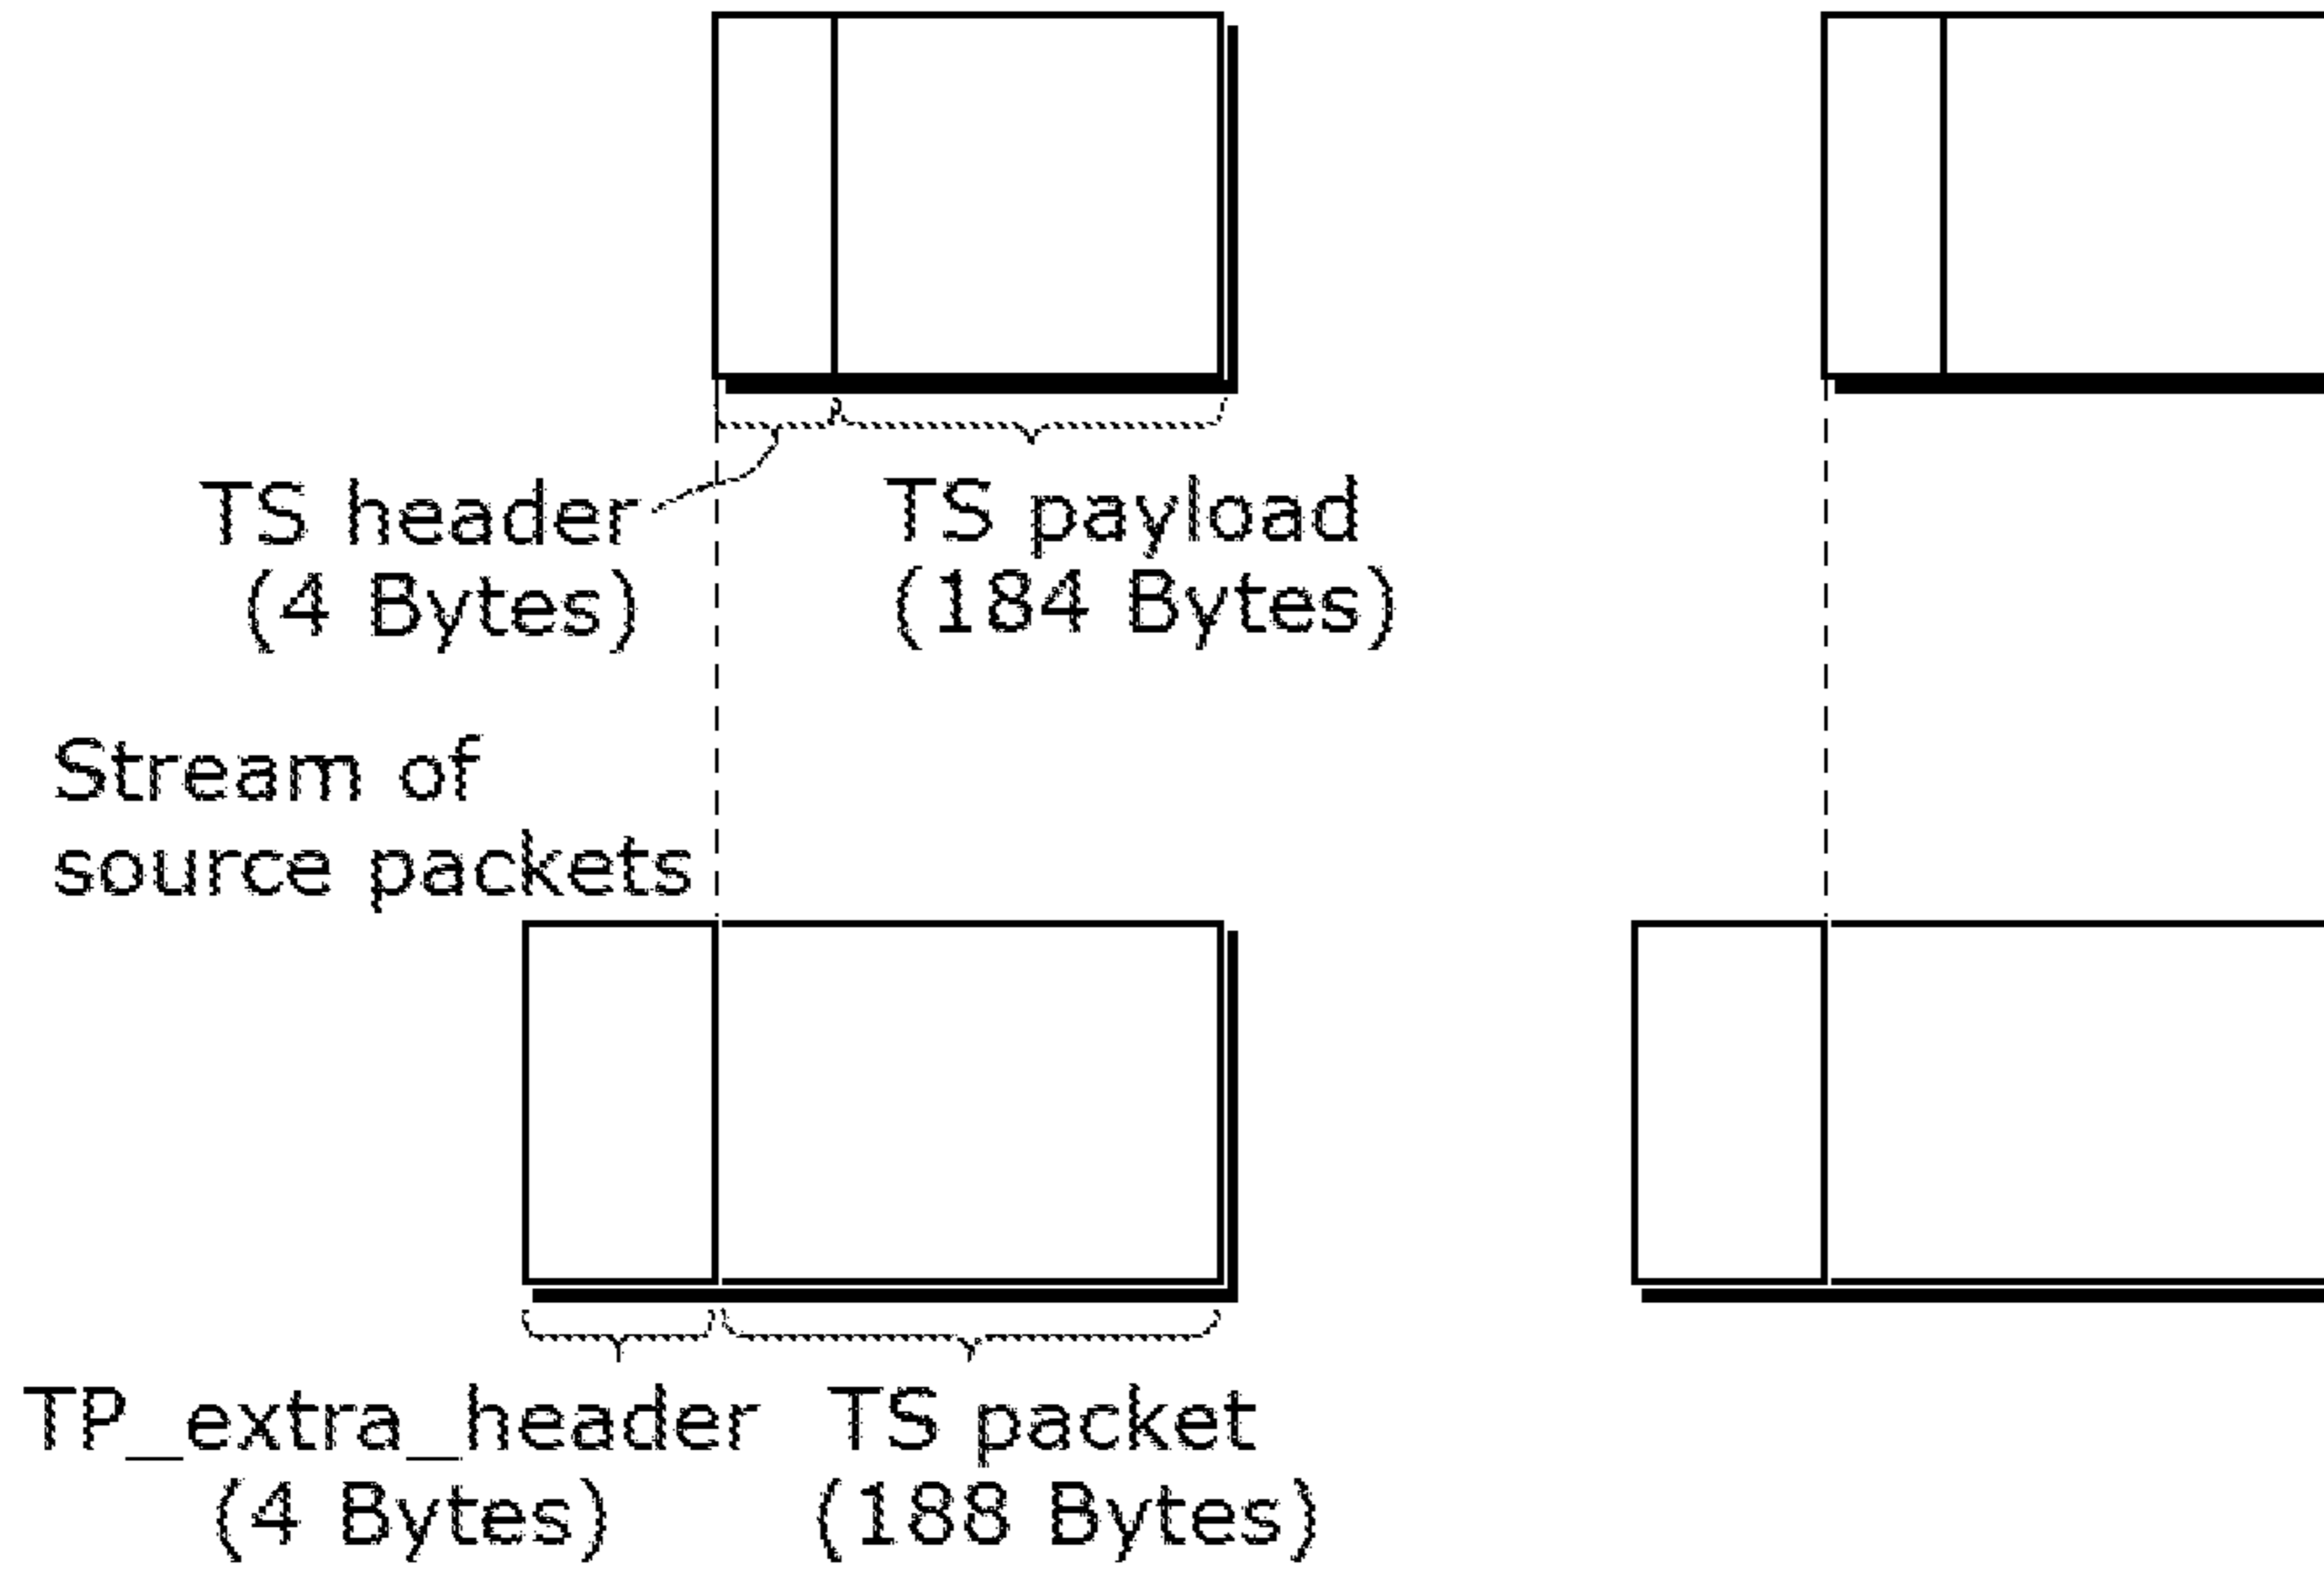 TS header
(4 Bytes)
TS payload
(184 Bytes)
Stream of
source packets
TP_extra_header
(4 Bytes)
TS packet
(188 Bytes)